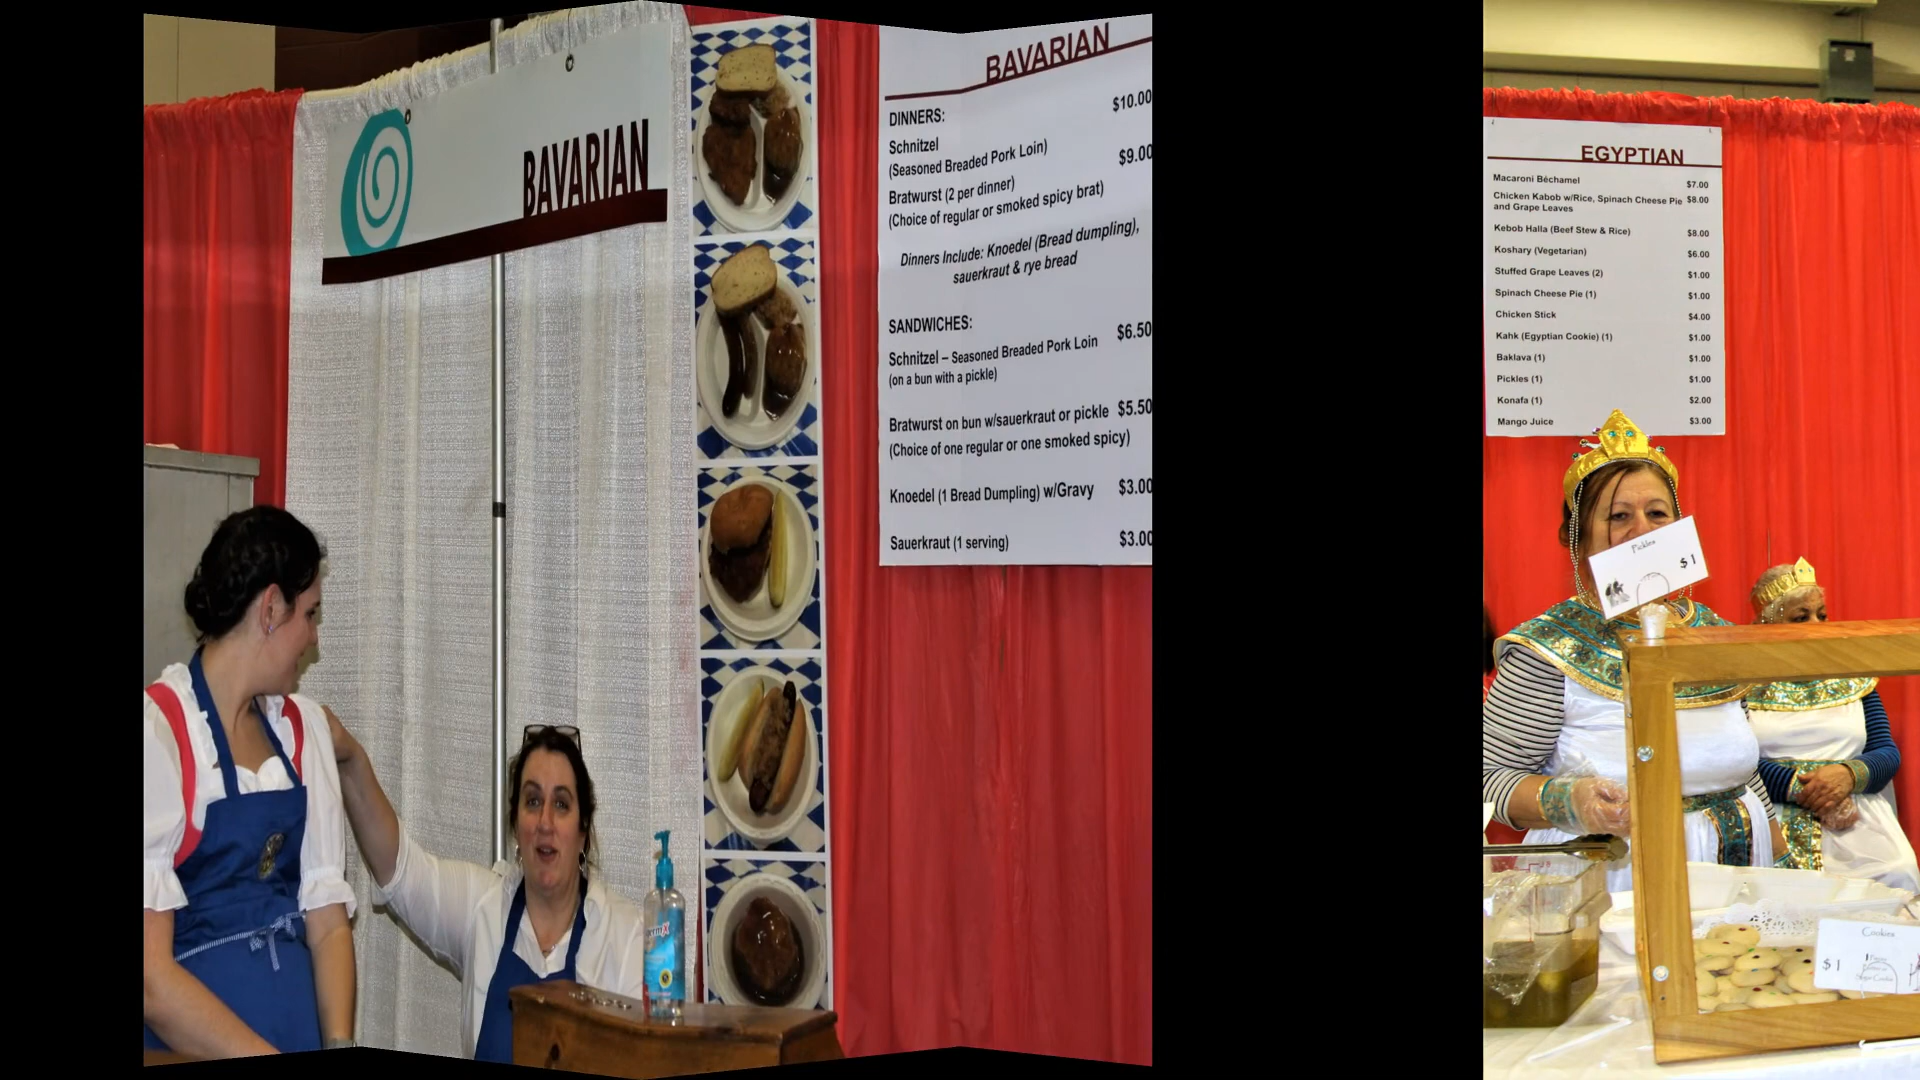 BAVARIAN
BAVARIAN
DINNERS:
Schnitzel $10.00
(Seasoned Breaded Pork Loin)
Bratwurst (2 per dinner) $9.00
(Choice of regular or smoked spicy brat)
Dinners Include: Knoedel (Bread dumpling),
sauerkraut & rye bread
SANDWICHES:
Schnitzel – Seasoned Breaded Pork Loin $6.50
(on a bun with a pickle)
Bratwurst on bun w/sauerkraut or pickle $5.50
(Choice of one regular or one smoked spicy)
Knoedel (1 Bread Dumpling) w/Gravy $3.00
Sauerkraut (1 serving) $3.00
EGYPTIAN
Macaroni Béchamel $7.00
Chicken Kabob w/Rice, Spinach Cheese Pie $8.00
and Grape Leaves
Kebob Halla (Beef Stew & Rice) $8.00
Koshary (Vegetarian) $6.00
Stuffed Grape Leaves (2) $1.00
Spinach Cheese Pie (1) $1.00
Chicken Stick $4.00
Kahk (Egyptian Cookie) (1) $1.00
Baklava (1) $1.00
Pickles (1) $1.00
Konafa (1) $2.00
Mango Juice $3.00
Pickles
$1
Cookies
$1